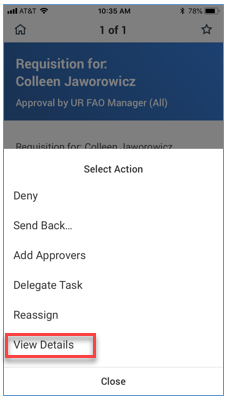 AT&T 10:35 AM 78%
1 of 1
Requisition for:
Colleen Jaworowicz
Approval by UR FAO Manager (All)
Requisition for: Colleen Jaworowicz
Select Action
Deny
Send Back...
Add Approvers
Delegate Task
Reassign
View Details
Close